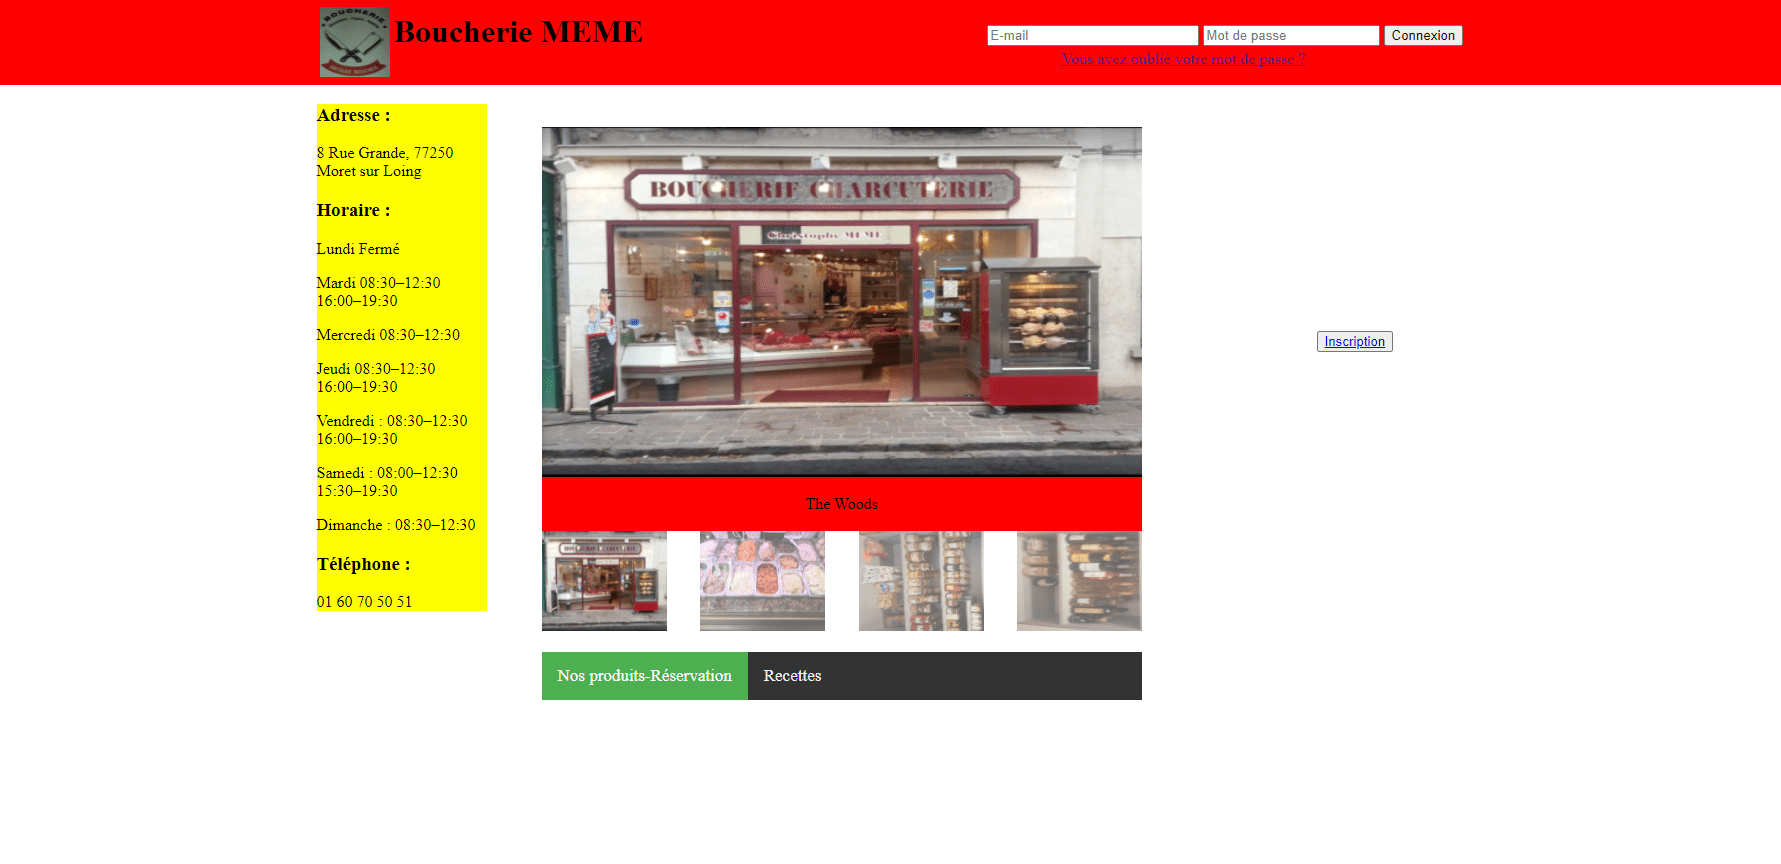 BOUCHERIE
Boucherie MEME
E-mail
Mot de passe
Connexion
Vous avez oublié votre mot de passe ?
Adresse :
8 Rue Grande, 77250
Moret sur Loing
Horaire :
Lundi Fermé
Mardi 08:30–12:30
16:00–19:30
Mercredi 08:30–12:30
Jeudi 08:30–12:30
16:00–19:30
Vendredi : 08:30–12:30
16:00–19:30
Samedi : 08:00–12:30
15:30–19:30
Dimanche : 08:30–12:30
Téléphone :
01 60 70 50 51
BOUCHERIE CHARCUTERIE
Christophe MEME
The Woods
BOUCHERIE CHARCUTERIE
Nos produits-Réservation
Recettes
Inscription